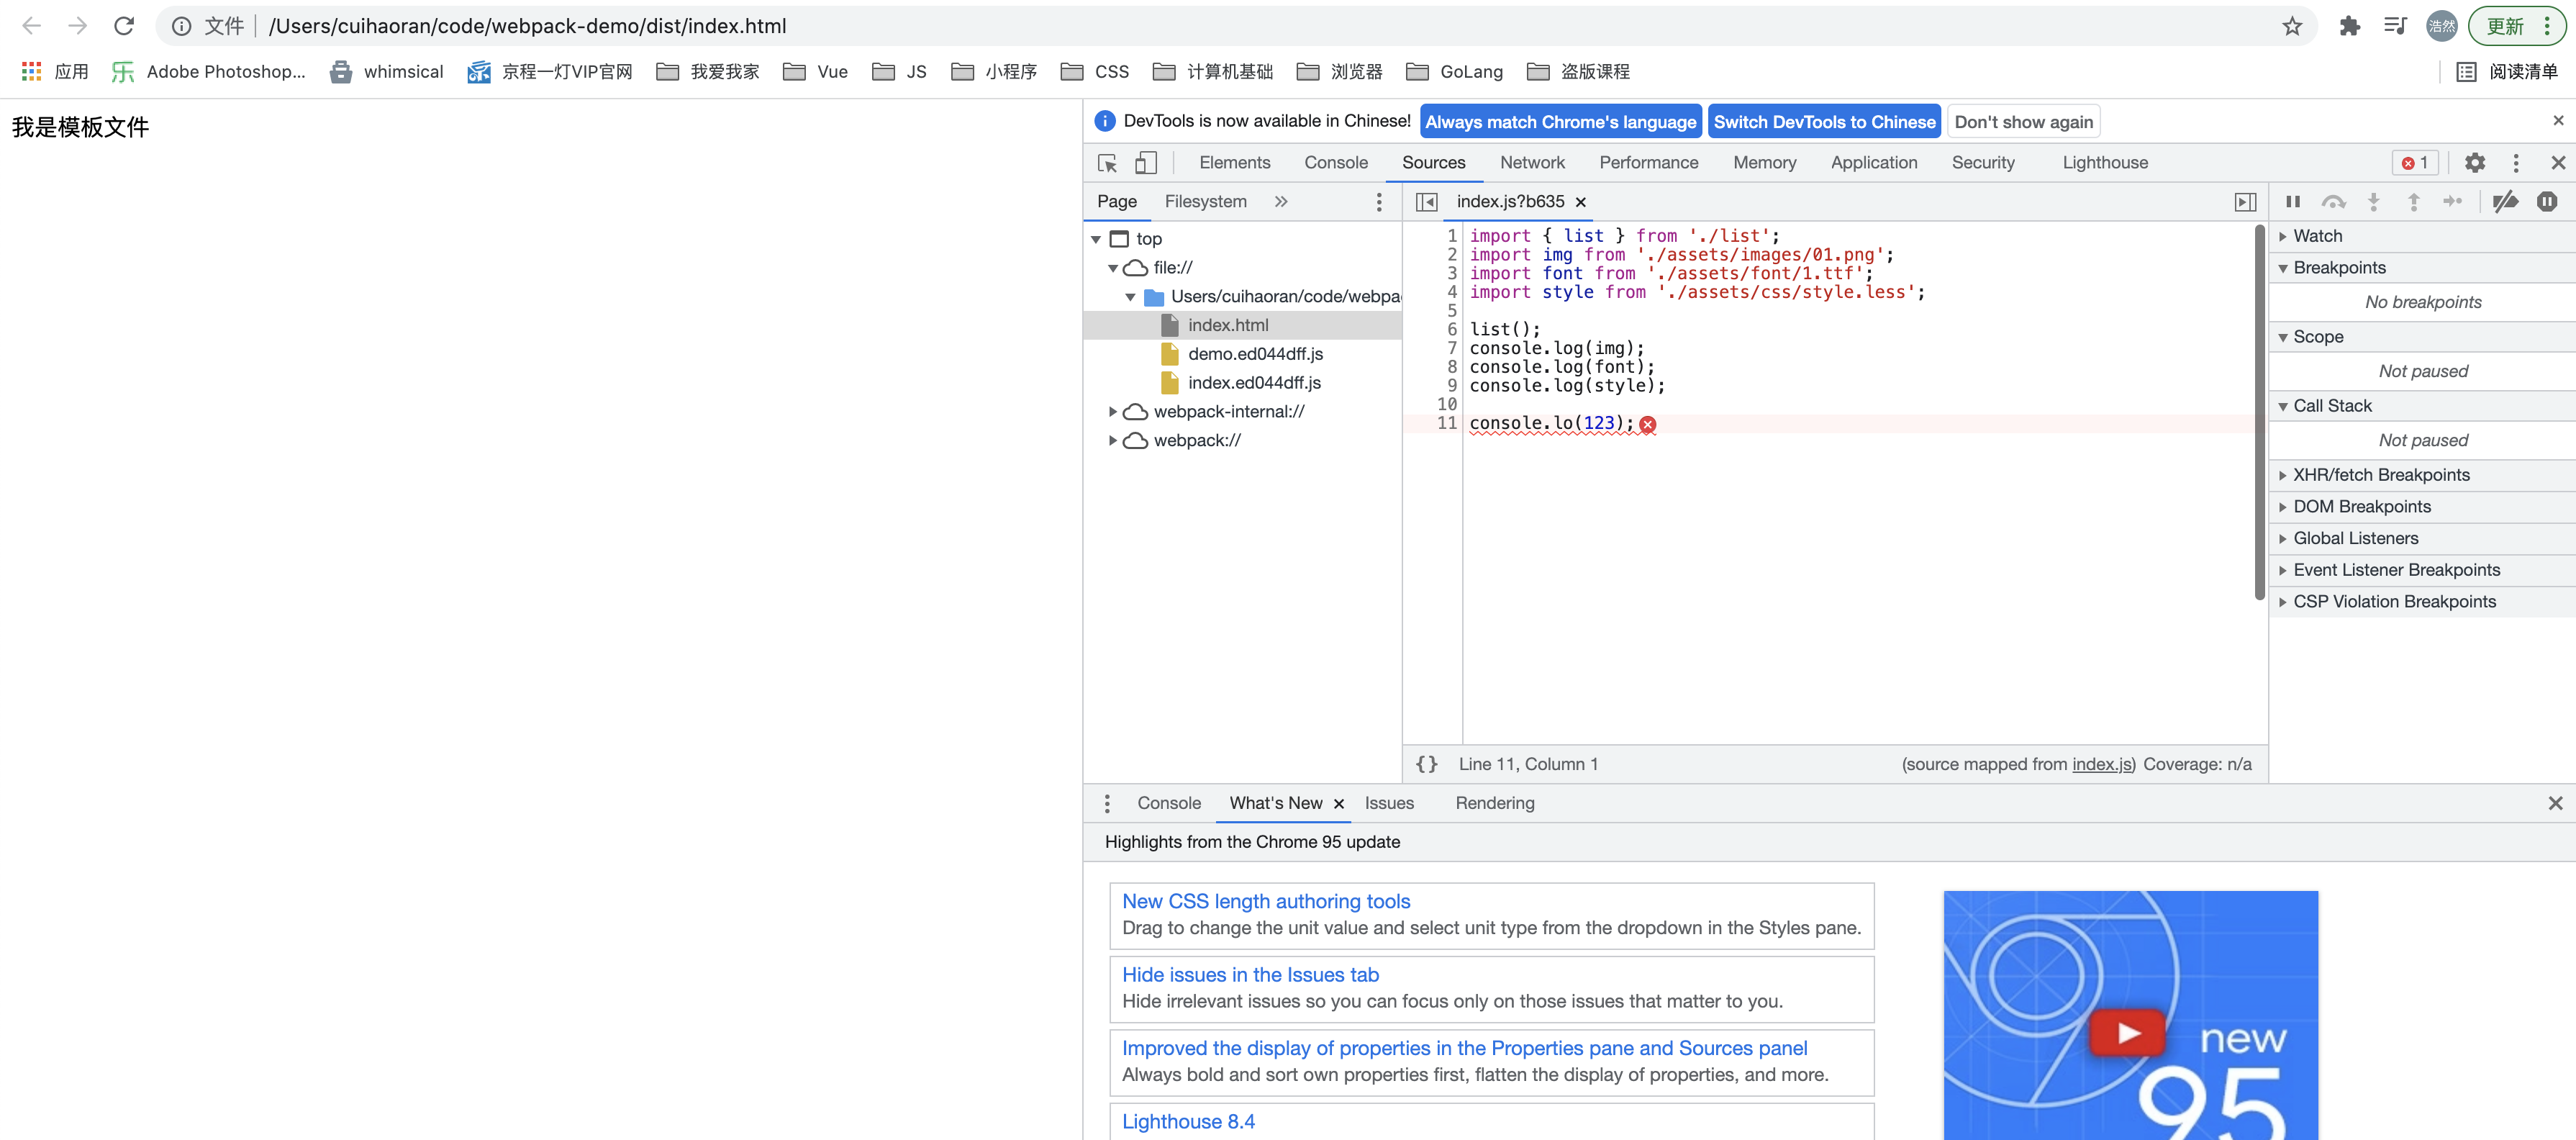 文件 /Users/cuihaoran/code/webpack-demo/dist/index.html 浩然 更新
应用 乐 Adobe Photoshop... whimsical 京程一灯VIP官网 我爱我家 Vue JS 小程序 CSS 计算机基础 浏览器 GoLang 盗版课程 阅读清单
我是模板文件
DevTools is now available in Chinese! Always match Chrome's language Switch DevTools to Chinese Don't show again
Elements Console Sources Network Performance Memory Application Security Lighthouse 1
Page Filesystem
top
file://
Users/cuihaoran/code/webpa
index.html
demo.ed044dff.js
index.ed044dff.js
webpack-internal://
webpack://
index.js?b635
1 import { list } from './list';
2 import img from './assets/images/01.png';
3 import font from './assets/font/1.ttf';
4 import style from './assets/css/style.less';
5
6 list();
7 console.log(img);
8 console.log(font);
9 console.log(style);
10
11 console.lo(123);
{} Line 11, Column 1 (source mapped from index.js) Coverage: n/a
Watch
Breakpoints
No breakpoints
Scope
Not paused
Call Stack
Not paused
XHR/fetch Breakpoints
DOM Breakpoints
Global Listeners
Event Listener Breakpoints
CSP Violation Breakpoints
Console What's New Issues Rendering
Highlights from the Chrome 95 update
New CSS length authoring tools
Drag to change the unit value and select unit type from the dropdown in the Styles pane.
Hide issues in the Issues tab
Hide irrelevant issues so you can focus only on those issues that matter to you.
Improved the display of properties in the Properties pane and Sources panel
Always bold and sort own properties first, flatten the display of properties, and more.
Lighthouse 8.4
new
95